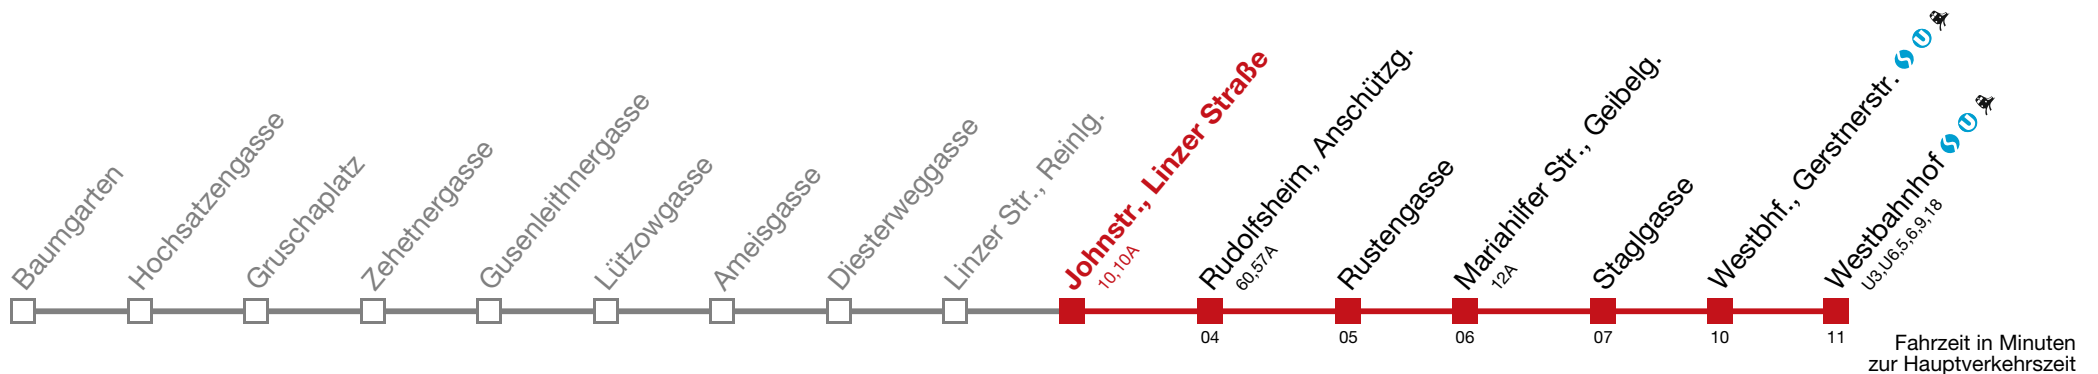 Baumgarten
Hochsatzengasse
Gruschaplatz
Zehetnergasse
Gusenleithnergasse
Lützowgasse
Ameisgasse
Diesterweggasse
Linzer Str., Reinlg.
Johnstr., Linzer Straße
10,10A
Rudolfsheim, Anschützg.
60,57A
Rustengasse
Mariahilfer Str., Geibelg.
12A
Staglgasse
Westbhf., Gerstnerstr. S U
Westbahnhof S U
U3,U6,5,6,9,18
04
05
06
07
10
11
Fahrzeit in Minuten
zur Hauptverkehrszeit